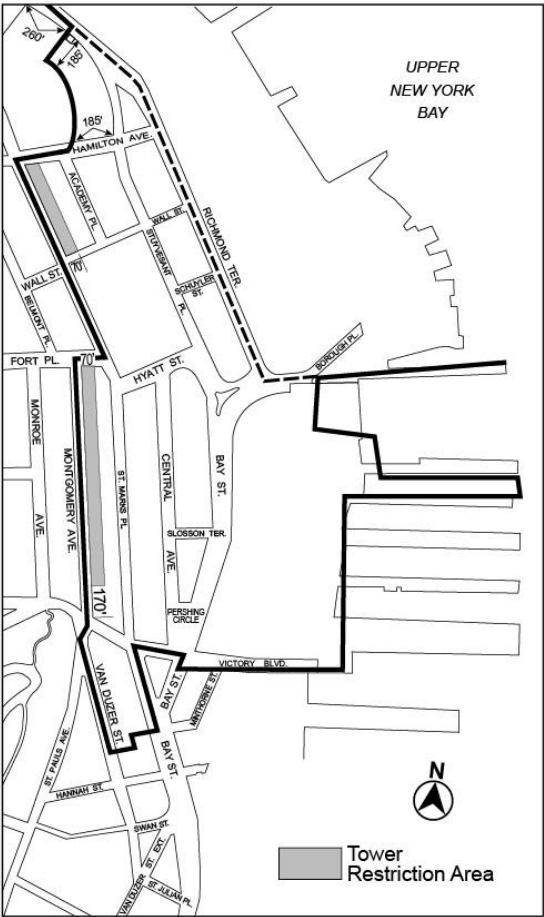 260'
185'
UPPER
NEW YORK
BAY
185'
HAMILTON AVE.
ACADEMY PL.
WALL ST.
RICHMOND TER.
STUYVESANT
PL.
SCHUYLER
ST.
70'
WALL ST.
BELMONT PL.
BOROUGH PL.
FORT PL.
70'
HYATT ST.
MONROE
AVE.
MONTGOMERY AVE.
ST. MARKS PL
CENTRAL
AVE.
BAY ST.
SLOSSON TER.
170'
PERSHING
CIRCLE
VICTORY BLVD.
VAN DUZER ST.
BAY ST.
MINTHORNE ST.
BAY ST.
ST. PAULS AVE.
HANNAH ST.
SWAN ST.
VAN DUZER ST. EXT.
ST. JULIAN PL.
N
Tower
Restriction Area